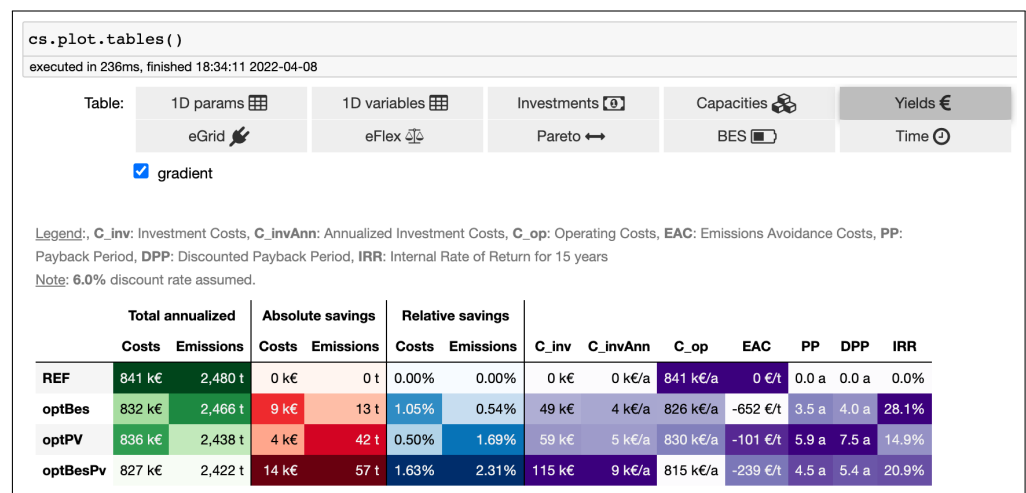 cs.plot.tables()
executed in 236ms, finished 18:34:11 2022-04-08
Table: 1D params 1D variables Investments Capacities Yields €
eGrid eFlex Pareto BES Time
gradient
Legend:, C_inv: Investment Costs, C_invAnn: Annualized Investment Costs, C_op: Operating Costs, EAC: Emissions Avoidance Costs, PP:
Payback Period, DPP: Discounted Payback Period, IRR: Internal Rate of Return for 15 years
Note: 6.0% discount rate assumed.
Total annualized Absolute savings Relative savings
Costs Emissions Costs Emissions Costs Emissions C_inv C_invAnn C_op EAC PP DPP IRR
REF 841 k€ 2,480 t 0 k€ 0 t 0.00% 0.00% 0 k€ 0 k€/a 841 k€/a 0 €/t 0.0 a 0.0 a 0.0%
optBes 832 k€ 2,466 t 9 k€ 13 t 1.05% 0.54% 49 k€ 4 k€/a 826 k€/a -652 €/t 3.5 a 4.0 a 28.1%
optPV 836 k€ 2,438 t 4 k€ 42 t 0.50% 1.69% 59 k€ 5 k€/a 830 k€/a -101 €/t 5.9 a 7.5 a 14.9%
optBesPv 827 k€ 2,422 t 14 k€ 57 t 1.63% 2.31% 115 k€ 9 k€/a 815 k€/a -239 €/t 4.5 a 5.4 a 20.9%